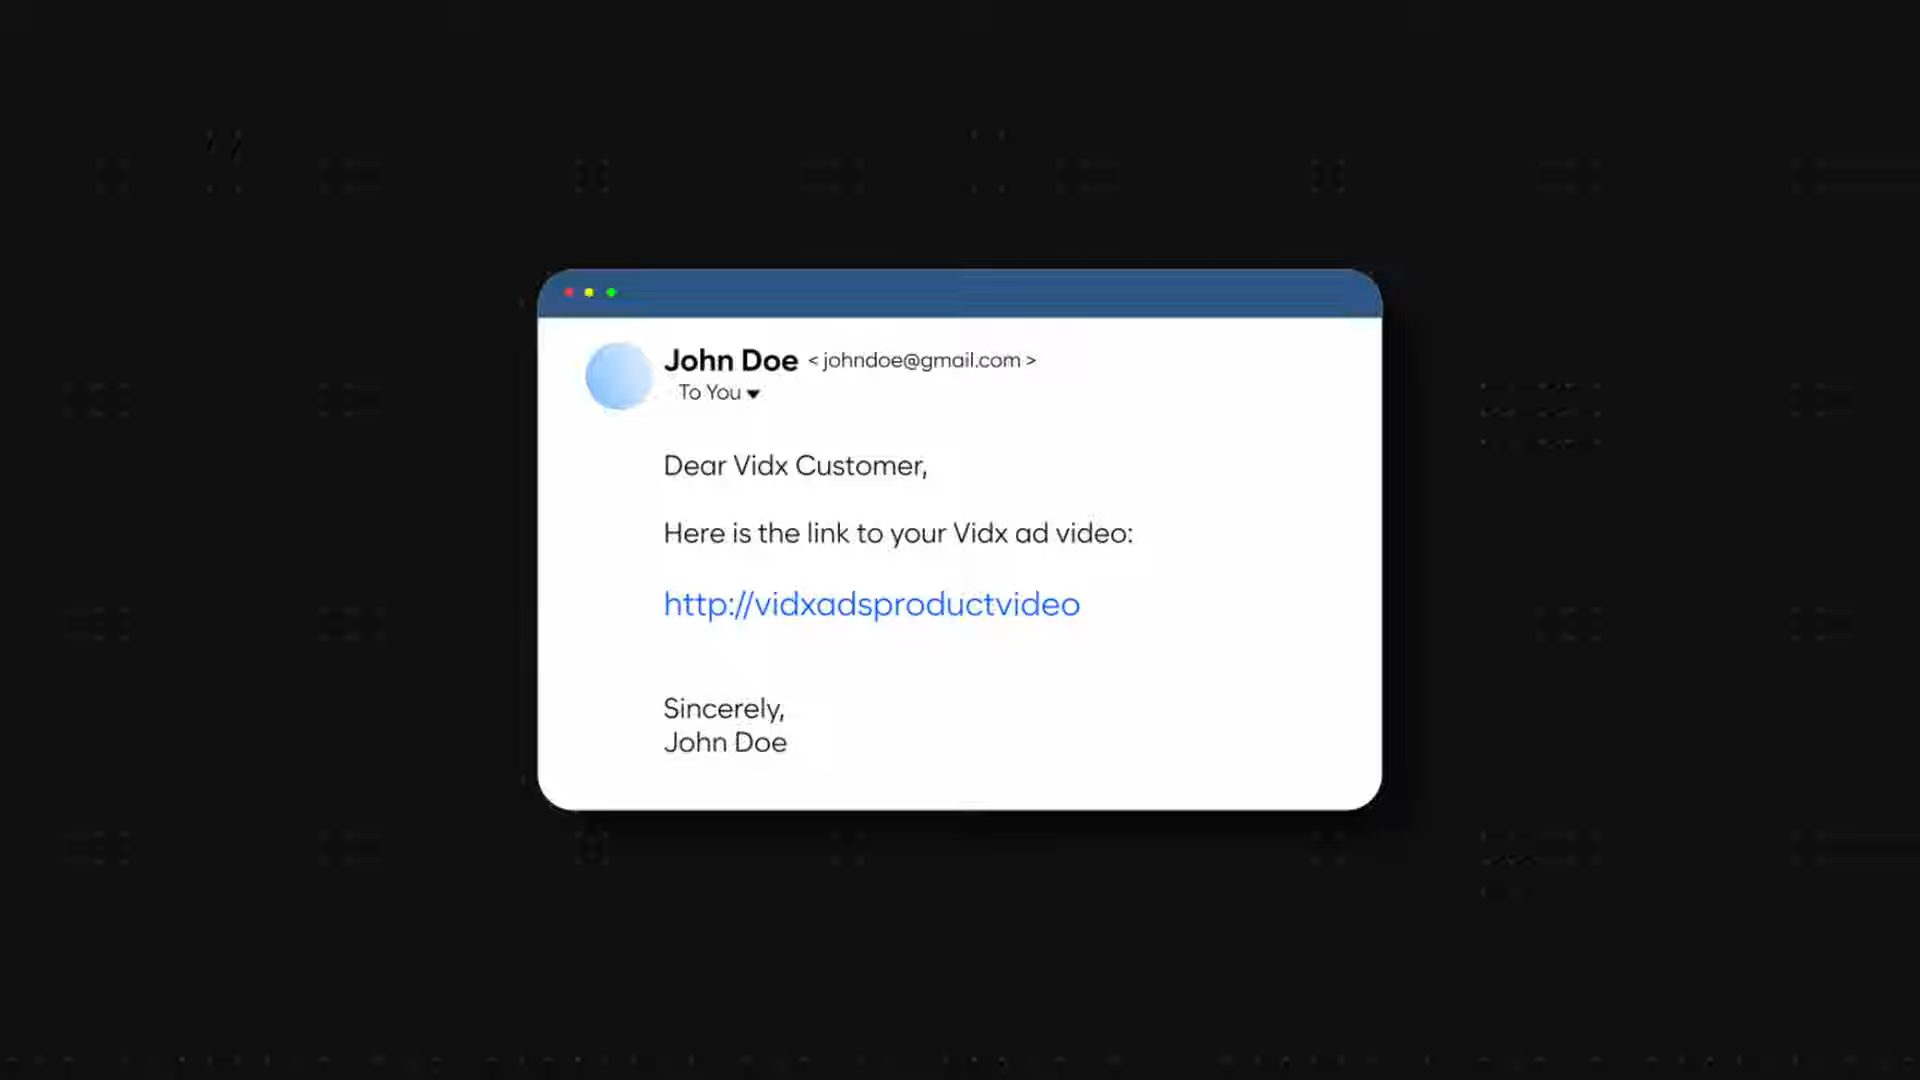 John Doe < johndoe@gmail.com >
To You
Dear Vidx Customer,
Here is the link to your Vidx ad video:
http://vidxadsproductvideo
Sincerely,
John Doe